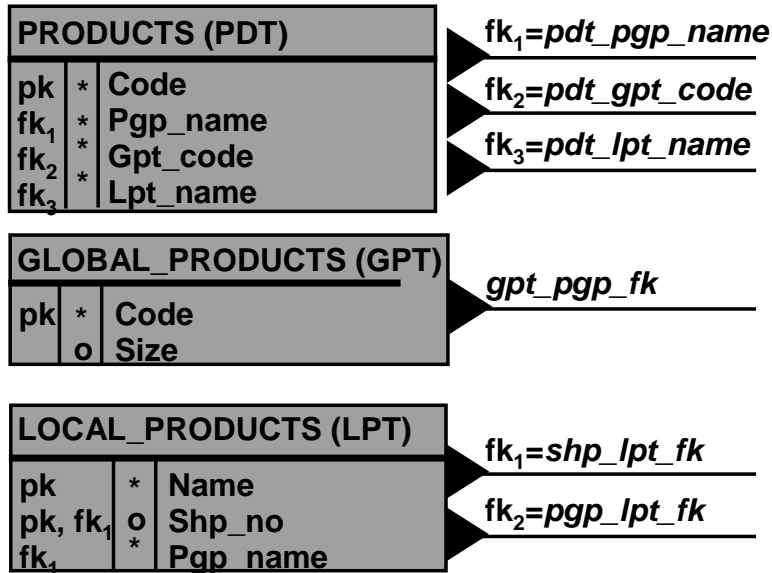 PRODUCTS (PDT)
pk * Code
fk1 * Pgp_name
fk2 * Gpt_code
fk3 * Lpt_name
fk1=pdt_pgp_name
fk2=pdt_gpt_code
fk3=pdt_lpt_name
GLOBAL_PRODUCTS (GPT)
pk * Code
o Size
gpt_pgp_fk
LOCAL_PRODUCTS (LPT)
pk * Name
pk, fk1 o Shp_no
fk1 * Pgp_name
fk1=shp_lpt_fk
fk2=pgp_lpt_fk